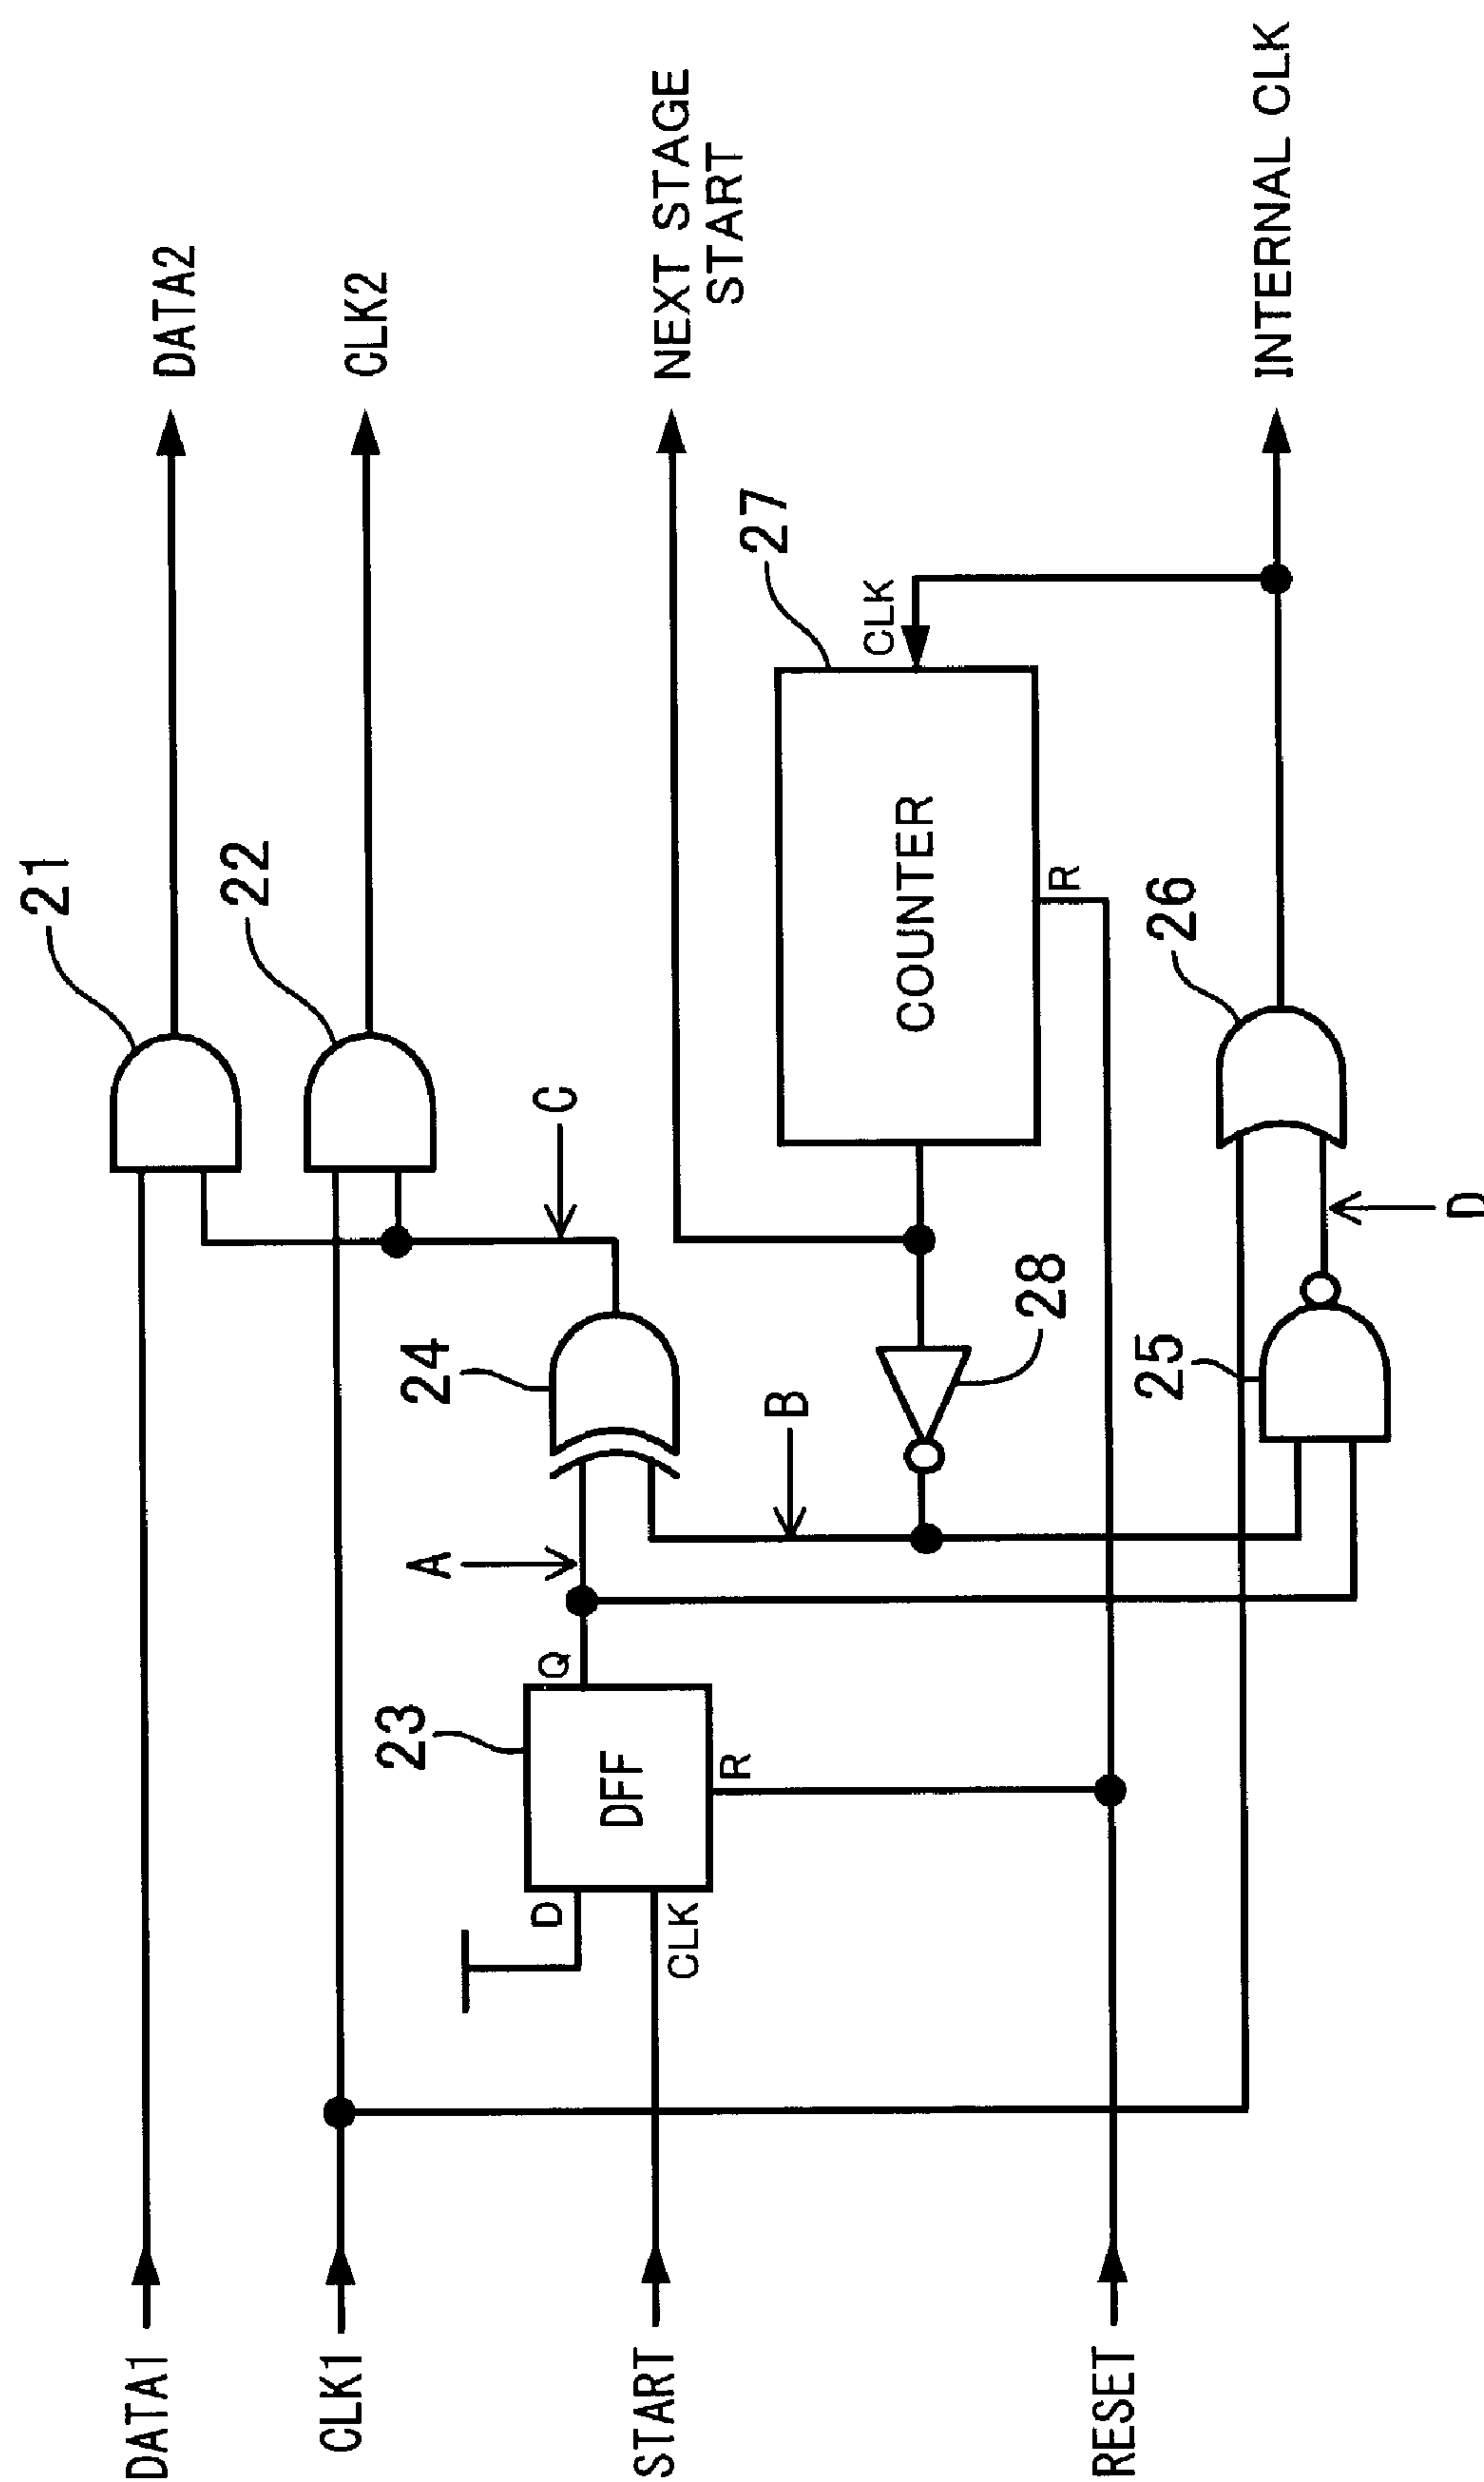 DATA1
CLK1
START
RESET
21
DATA2
22
CLK2
23
D
CLK
DFF
Q
R
A
24
C
B
28
NEXT STAGE
START
27
COUNTER
CLK
R
25
D
26
INTERNAL CLK